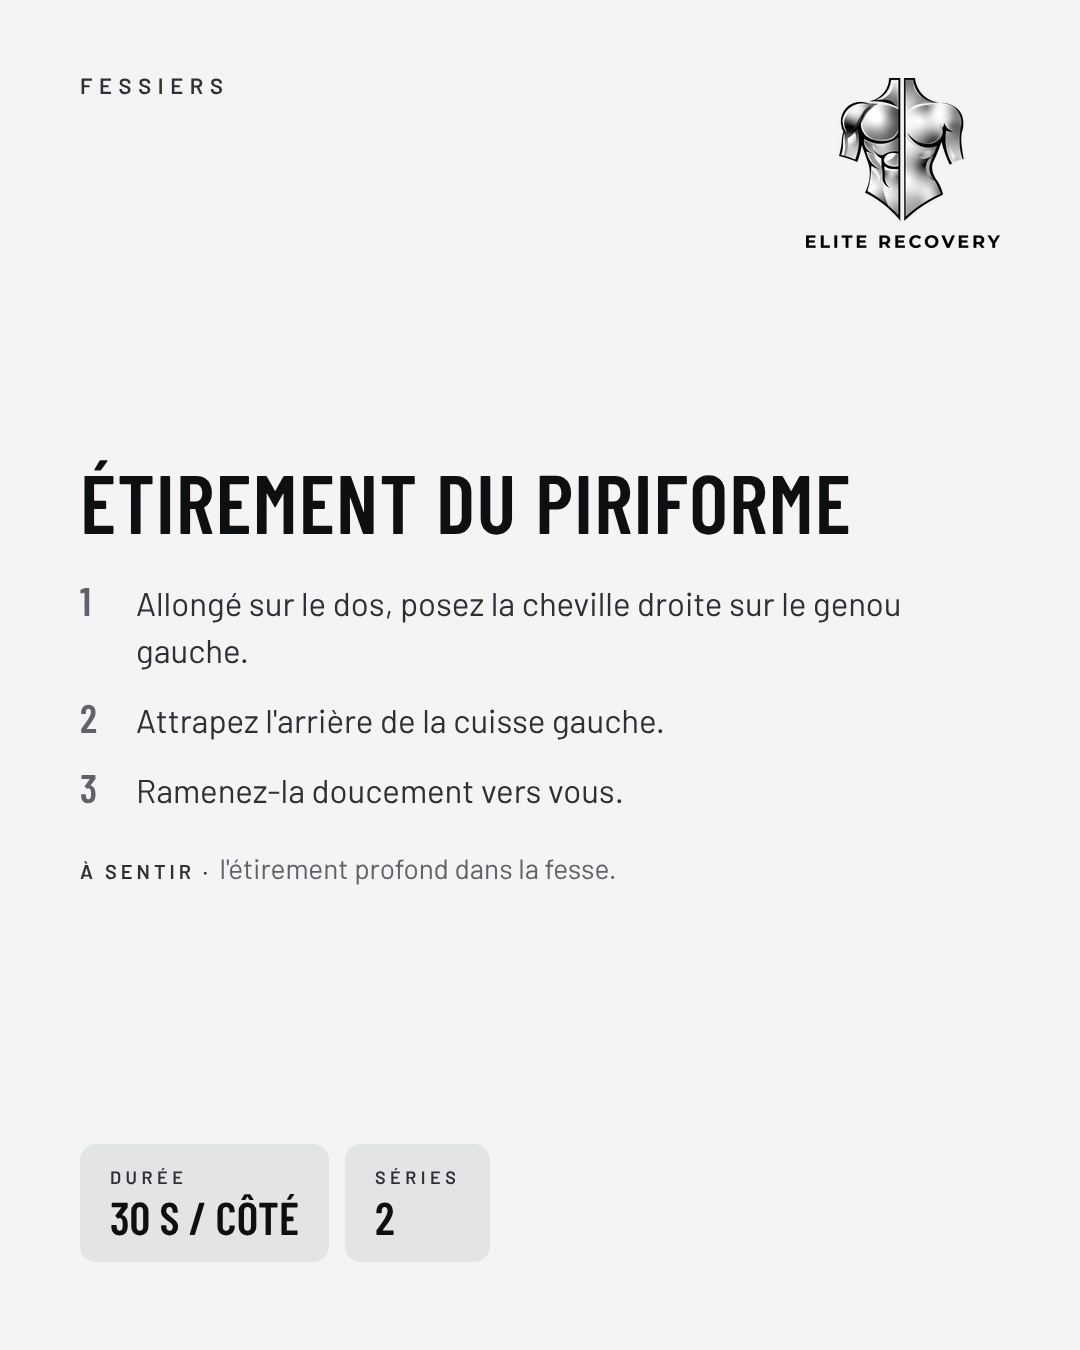 FESSIERS
ELITE RECOVERY
ÉTIREMENT DU PIRIFORME
1 Allongé sur le dos, posez la cheville droite sur le genou
gauche.
2 Attrapez l'arrière de la cuisse gauche.
3 Ramenez-la doucement vers vous.
À SENTIR · l'étirement profond dans la fesse.
DURÉE
30 S / CÔTÉ
SÉRIES
2